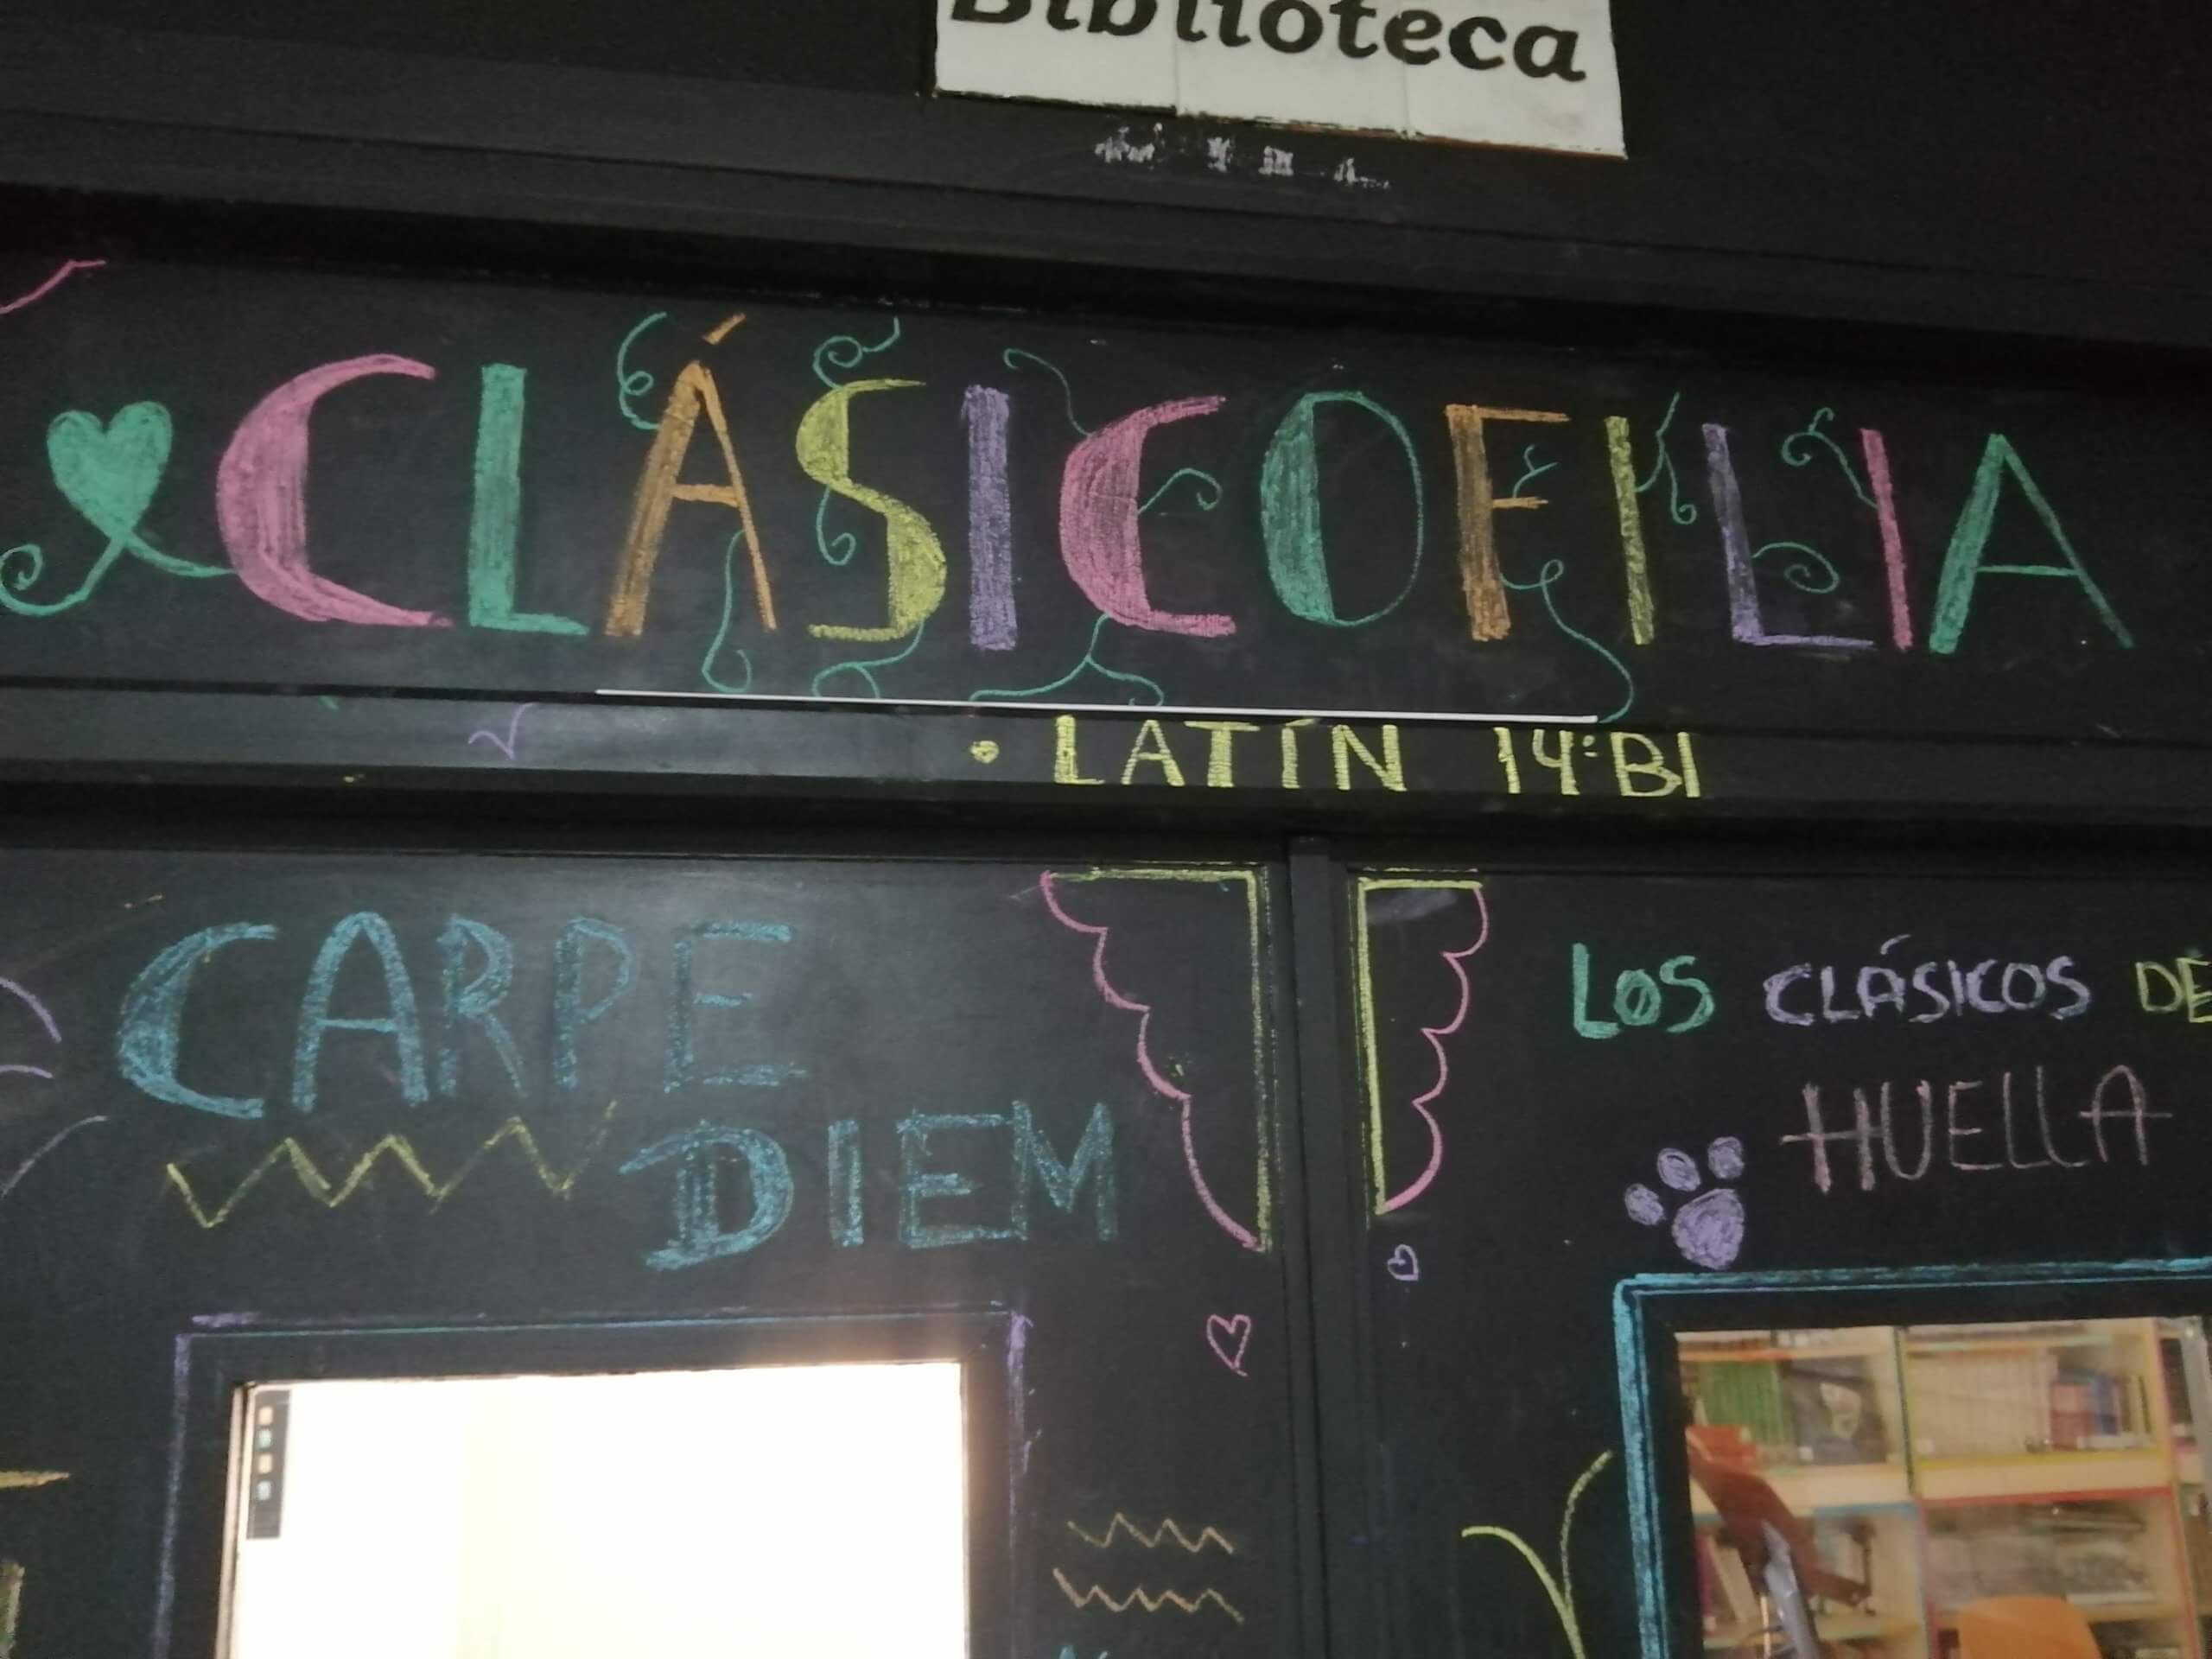 Biblioteca
CLÁSICOFILIA
• LATÍN 1º BI
CARPE
DIEM
LOS CLÁSICOS DE
HUELLA